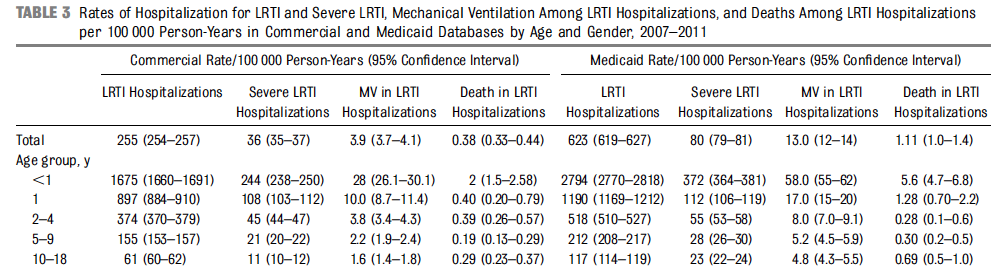 TABLE 3 Rates of Hospitalization for LRTI and Severe LRTI, Mechanical Ventilation Among LRTI Hospitalizations, and Deaths Among LRTI Hospitalizations
per 100 000 Person-Years in Commercial and Medicaid Databases by Age and Gender, 2007–2011
Commercial Rate/100 000 Person-Years (95% Confidence Interval) Medicaid Rate/100 000 Person-Years (95% Confidence Interval)
LRTI Hospitalizations Severe LRTI MV in LRTI Death in LRTI LRTI Severe LRTI MV in LRTI Death in LRTI
Hospitalizations Hospitalizations Hospitalizations Hospitalizations Hospitalizations Hospitalizations Hospitalizations
Total 255 (254–257) 36 (35–37) 3.9 (3.7–4.1) 0.38 (0.33–0.44) 623 (619–627) 80 (79–81) 13.0 (12–14) 1.11 (1.0–1.4)
Age group, y
<1 1675 (1660–1691) 244 (238–250) 28 (26.1–30.1) 2 (1.5–2.58) 2794 (2770–2818) 372 (364–381) 58.0 (55–62) 5.6 (4.7–6.8)
1 897 (884–910) 108 (103–112) 10.0 (8.7–11.4) 0.40 (0.20–0.79) 1190 (1169–1212) 112 (106–119) 17.0 (15–20) 1.28 (0.70–2.2)
2–4 374 (370–379) 45 (44–47) 3.8 (3.4–4.3) 0.39 (0.26–0.57) 518 (510–527) 55 (53–58) 8.0 (7.0–9.1) 0.28 (0.1–0.6)
5–9 155 (153–157) 21 (20–22) 2.2 (1.9–2.4) 0.19 (0.13–0.29) 212 (208–217) 28 (26–30) 5.2 (4.5–5.9) 0.30 (0.2–0.5)
10–18 61 (60–62) 11 (10–12) 1.6 (1.4–1.8) 0.29 (0.23–0.37) 117 (114–119) 23 (22–24) 4.8 (4.3–5.5) 0.69 (0.5–1.0)